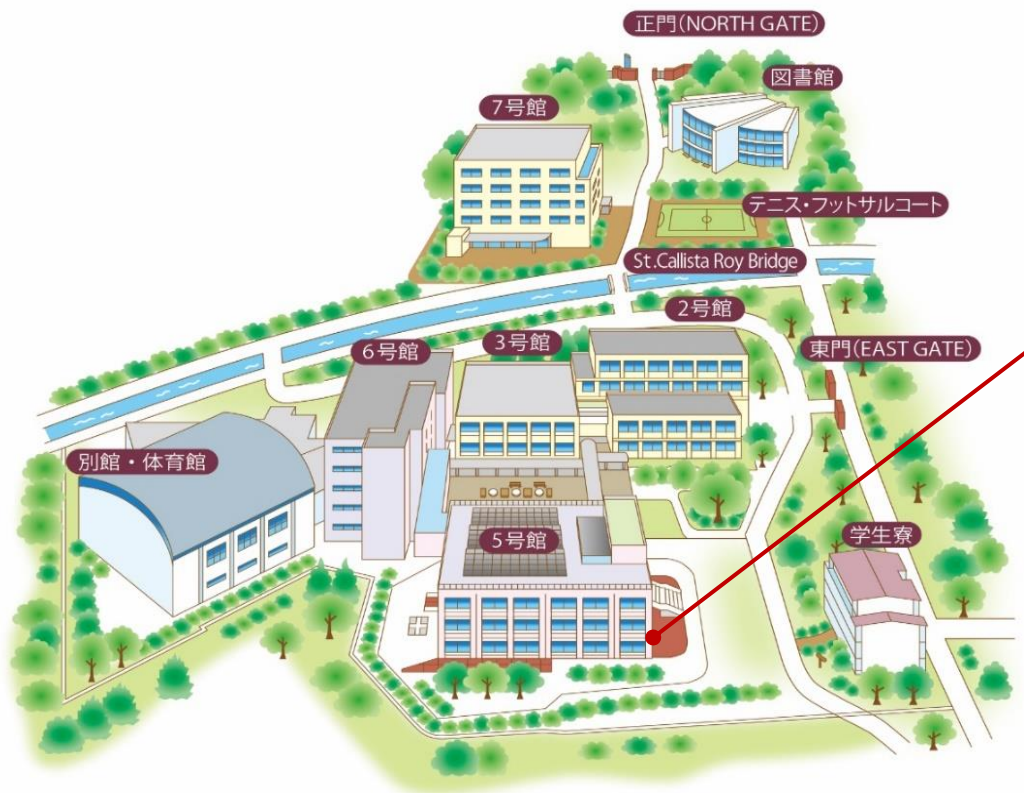 正門(NORTH GATE)
図書館
7号館
テニス・フットサルコート
St.Callista Roy Bridge
2号館
3号館
6号館
東門(EAST GATE)
別館・体育館
5号館
学生寮